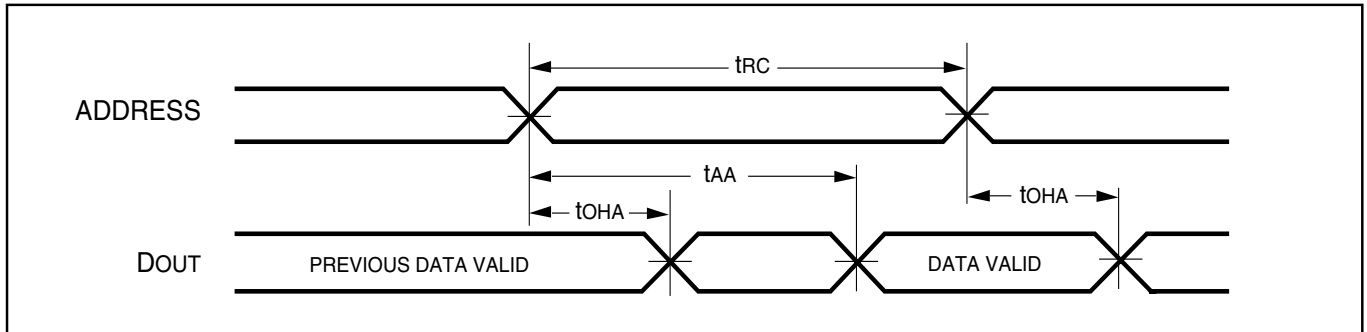 tRC
ADDRESS
tAA
tOHA
tOHA
DOUT
PREVIOUS DATA VALID
DATA VALID